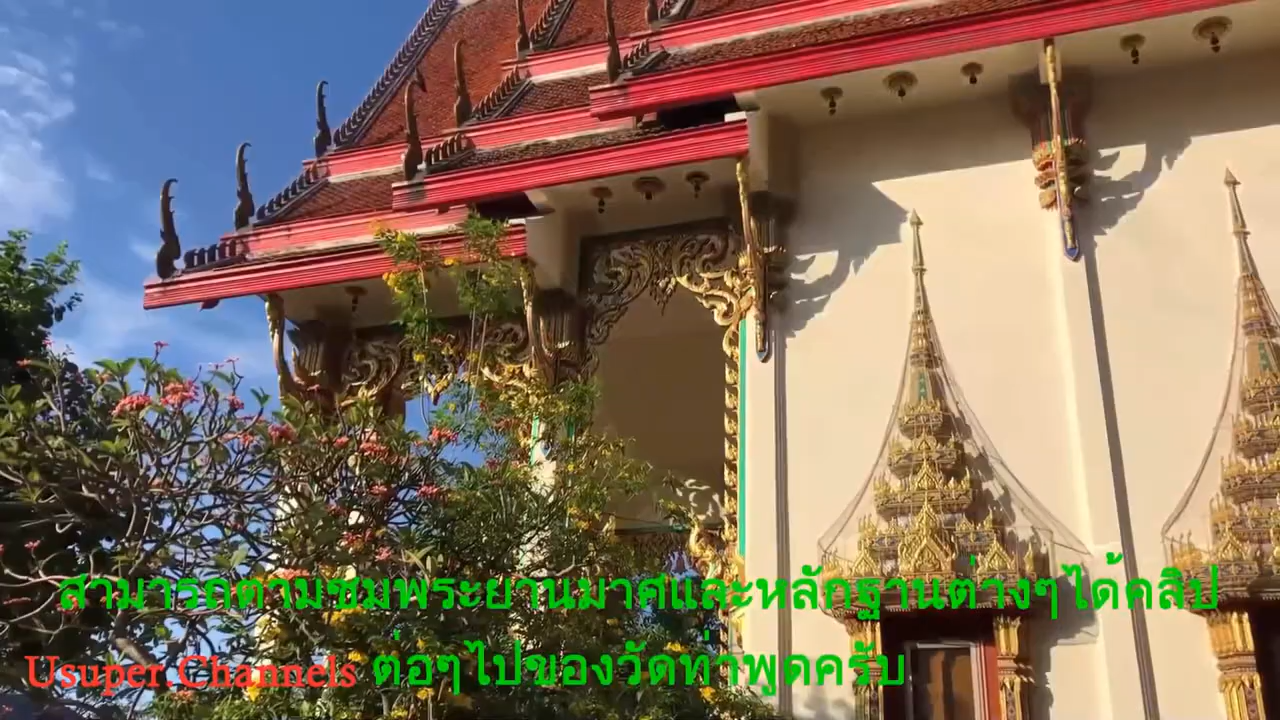 สามารถตามชมพระยานมาศและหลักฐานต่างๆได้คลิป
Usuper.Channels ต่อๆไปของวัดท่าพูดครับ